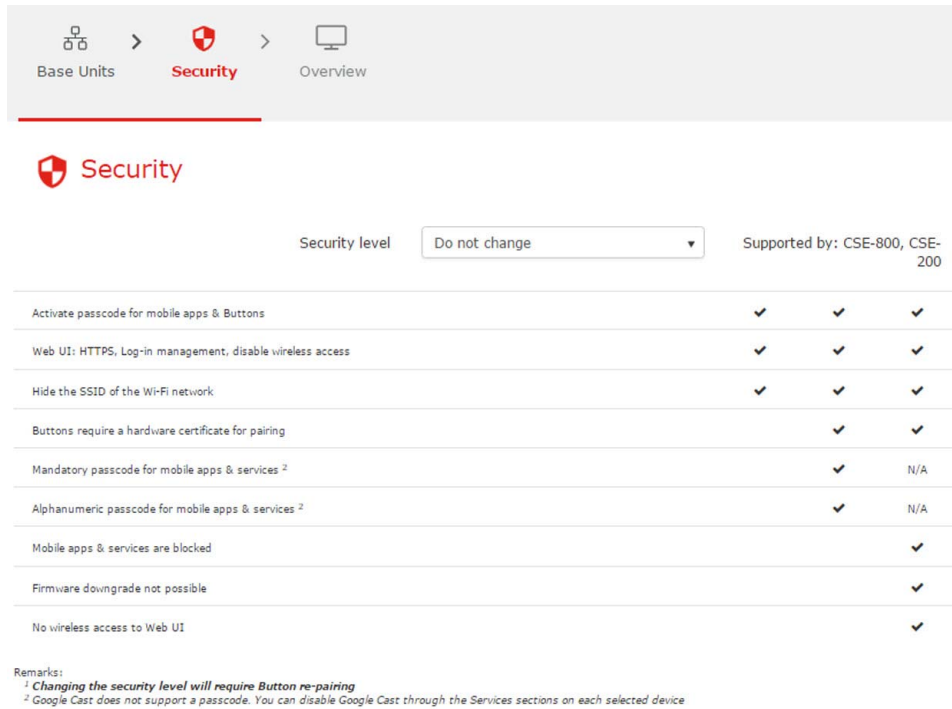 Base Units
Security
Overview
Security
Security level
Do not change
Supported by: CSE-800, CSE-
200
Activate passcode for mobile apps & Buttons
Web UI: HTTPS, Log-in management, disable wireless access
Hide the SSID of the Wi-Fi network
Buttons require a hardware certificate for pairing
Mandatory passcode for mobile apps & services 2
N/A
Alphanumeric passcode for mobile apps & services 2
N/A
Mobile apps & services are blocked
Firmware downgrade not possible
No wireless access to Web UI
Remarks:
1 Changing the security level will require Button re-pairing
2 Google Cast does not support a passcode. You can disable Google Cast through the Services sections on each selected device